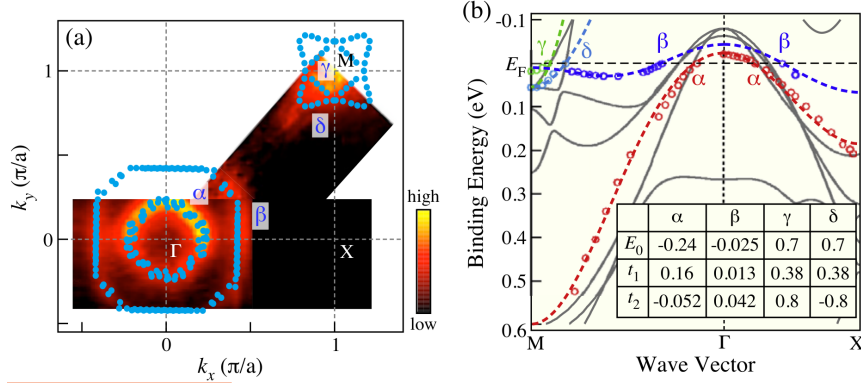 (a)
M
γ
δ
α
β
Γ
X
high
low
1
0
k_y (π/a)
0
1
k_x (π/a)
(b)
-0.1
E_F
0.1
0.2
0.3
0.4
0.5
0.6
Binding Energy (eV)
γ
δ
β
β
α
α
α β γ δ
E_0 -0.24 -0.025 0.7 0.7
t_1 0.16 0.013 0.38 0.38
t_2 -0.052 0.042 0.8 -0.8
M Γ X
Wave Vector